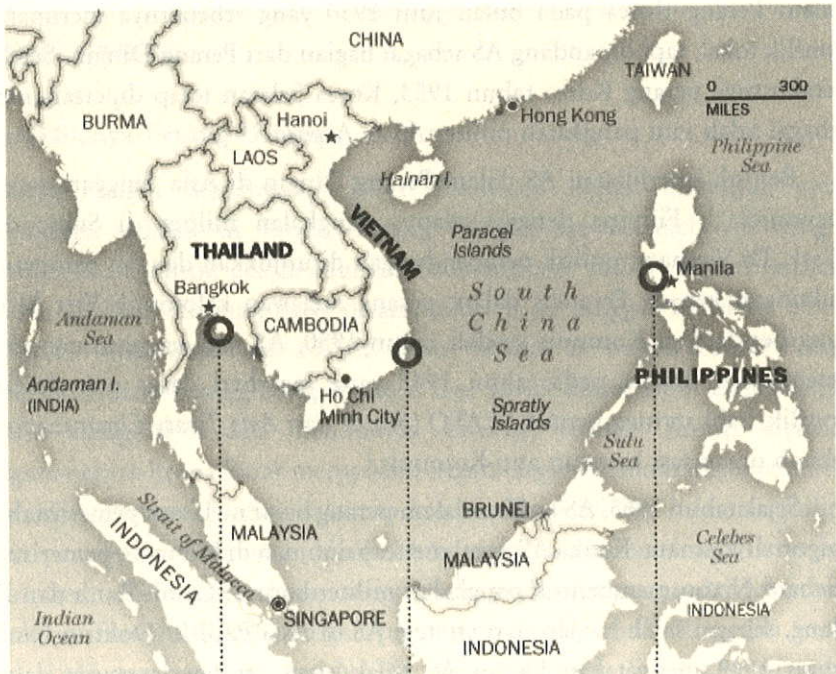 CHINA
TAIWAN
0 300
MILES
BURMA
Hanoi
Hong Kong
LAOS
Philippine
Sea
Hainan I.
VIETNAM
Paracel
Islands
THAILAND
Bangkok
South
China
Sea
Manila
Andaman
Sea
CAMBODIA
PHILIPPINES
Andaman I.
(INDIA)
Ho Chi
Minh City
Spratly
Islands
Sulu
Sea
BRUNEI
Strait of Malacca
MALAYSIA
MALAYSIA
Celebes
Sea
INDONESIA
SINGAPORE
INDONESIA
Indian
Ocean
INDONESIA